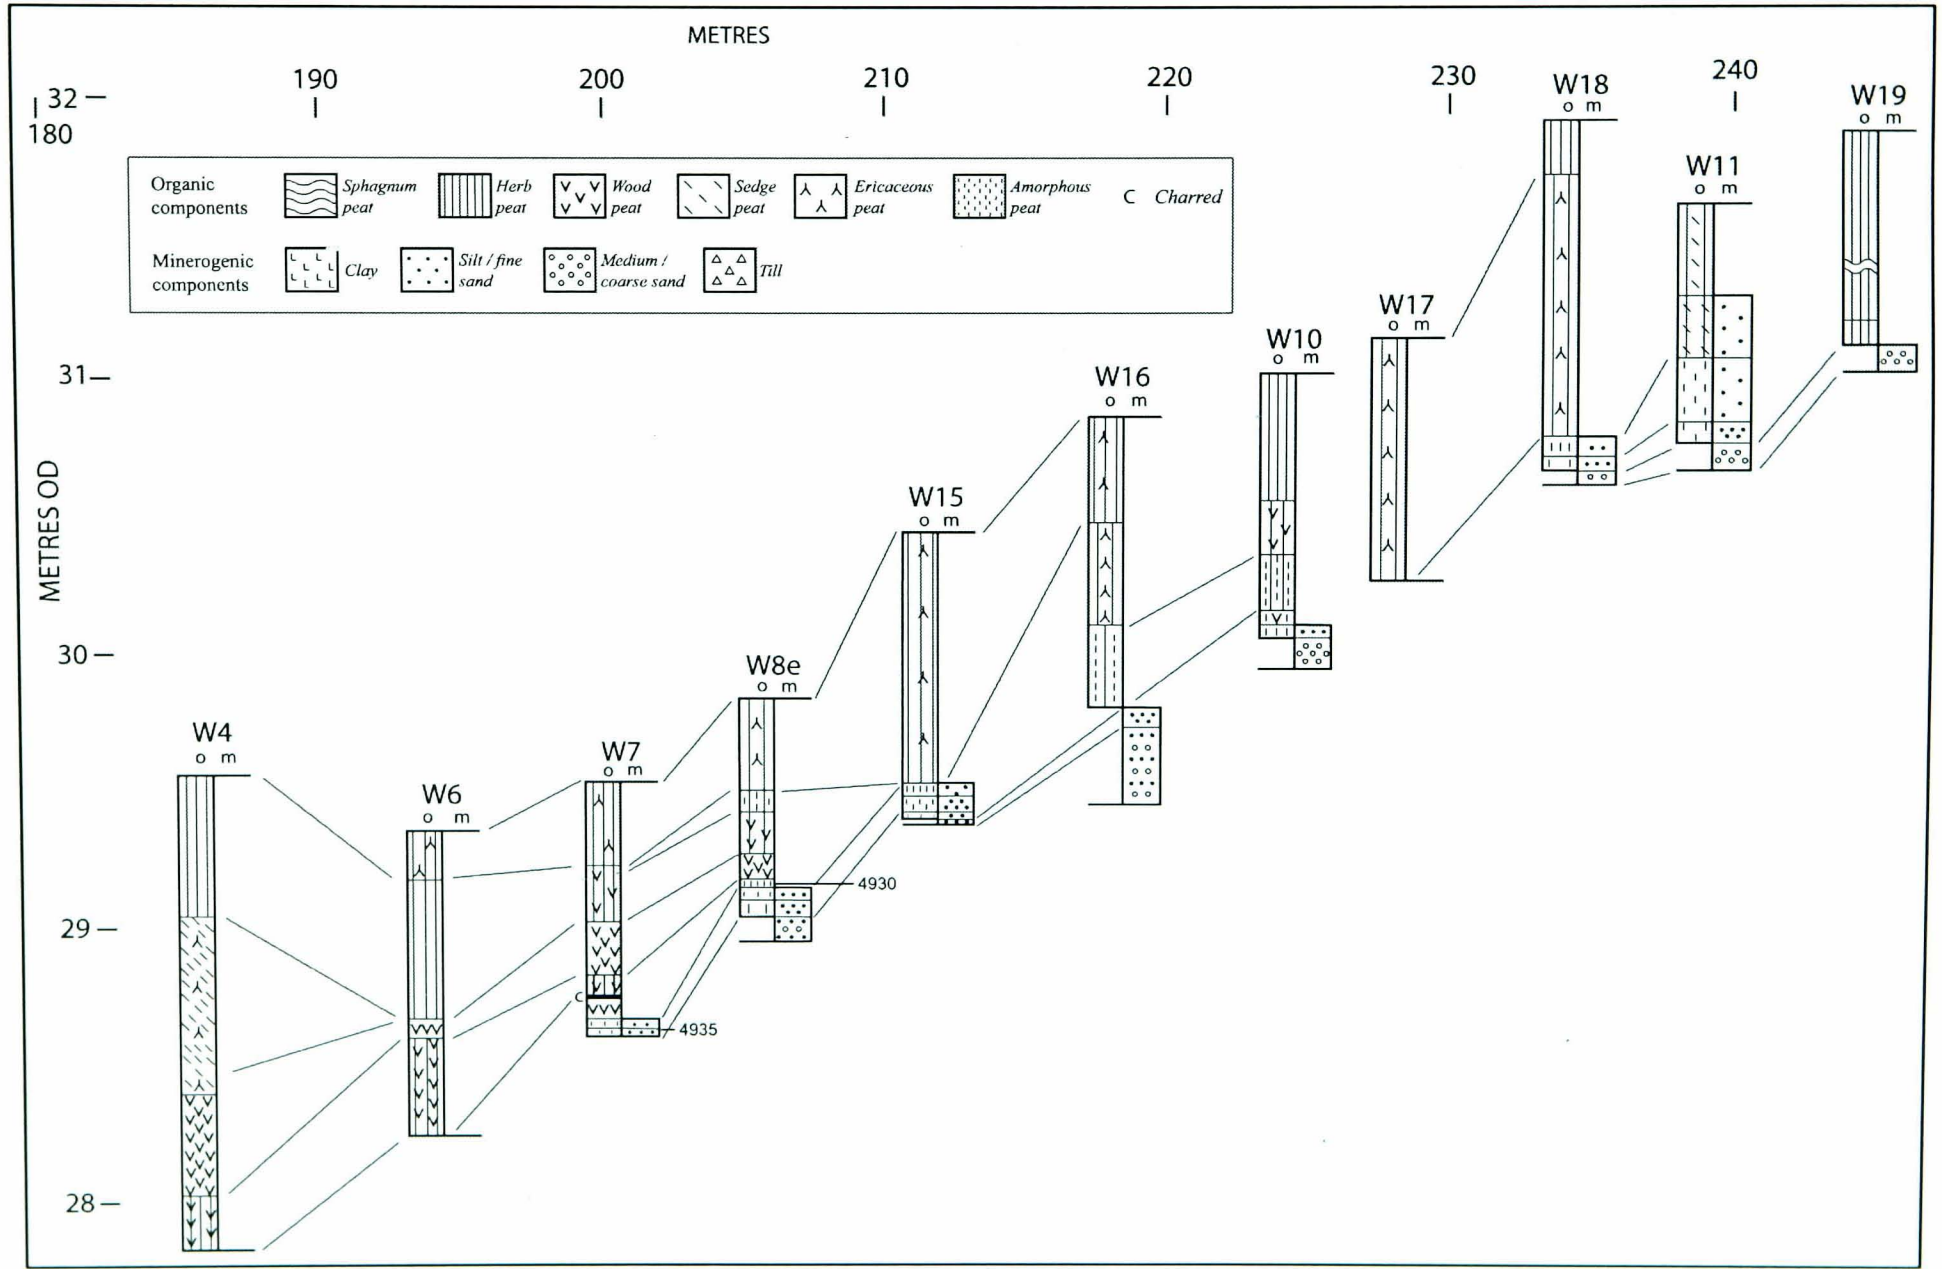 METRES
190 200 210 220 230 240
32
180
W18
o m
W19
o m
W11
o m
Organic components
Sphagnum peat
Herb peat
Wood peat
Sedge peat
Ericaceous peat
Amorphous peat
C Charred
Minerogenic components
Clay
Silt / fine sand
Medium / coarse sand
Till
W17
o m
W10
o m
31
W16
o m
METRES OD
W15
o m
30
W8e
o m
W4
o m
W7
o m
W6
o m
4930
29
C
4935
28